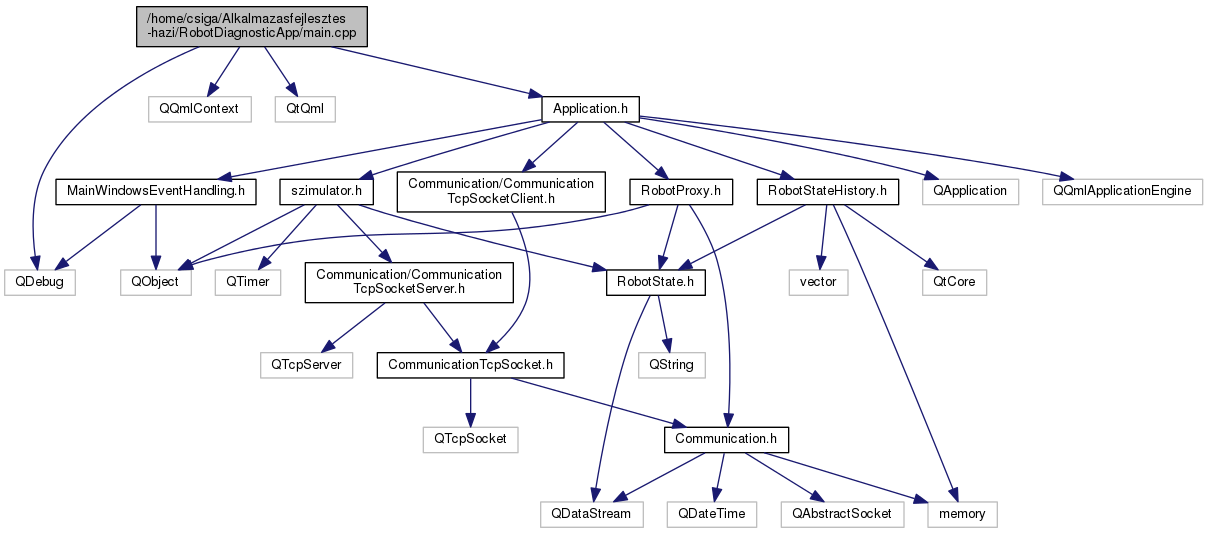 /home/csiga/Alkalmazasfejlesztes
-hazi/RobotDiagnosticApp/main.cpp
QQmlContext
QtQml
Application.h
MainWindowsEventHandling.h
szimulator.h
Communication/Communication
TcpSocketClient.h
RobotProxy.h
RobotStateHistory.h
QApplication
QQmlApplicationEngine
QDebug
QObject
QTimer
Communication/Communication
TcpSocketServer.h
RobotState.h
vector
QtCore
QTcpServer
CommunicationTcpSocket.h
QString
QTcpSocket
Communication.h
QDataStream
QDateTime
QAbstractSocket
memory